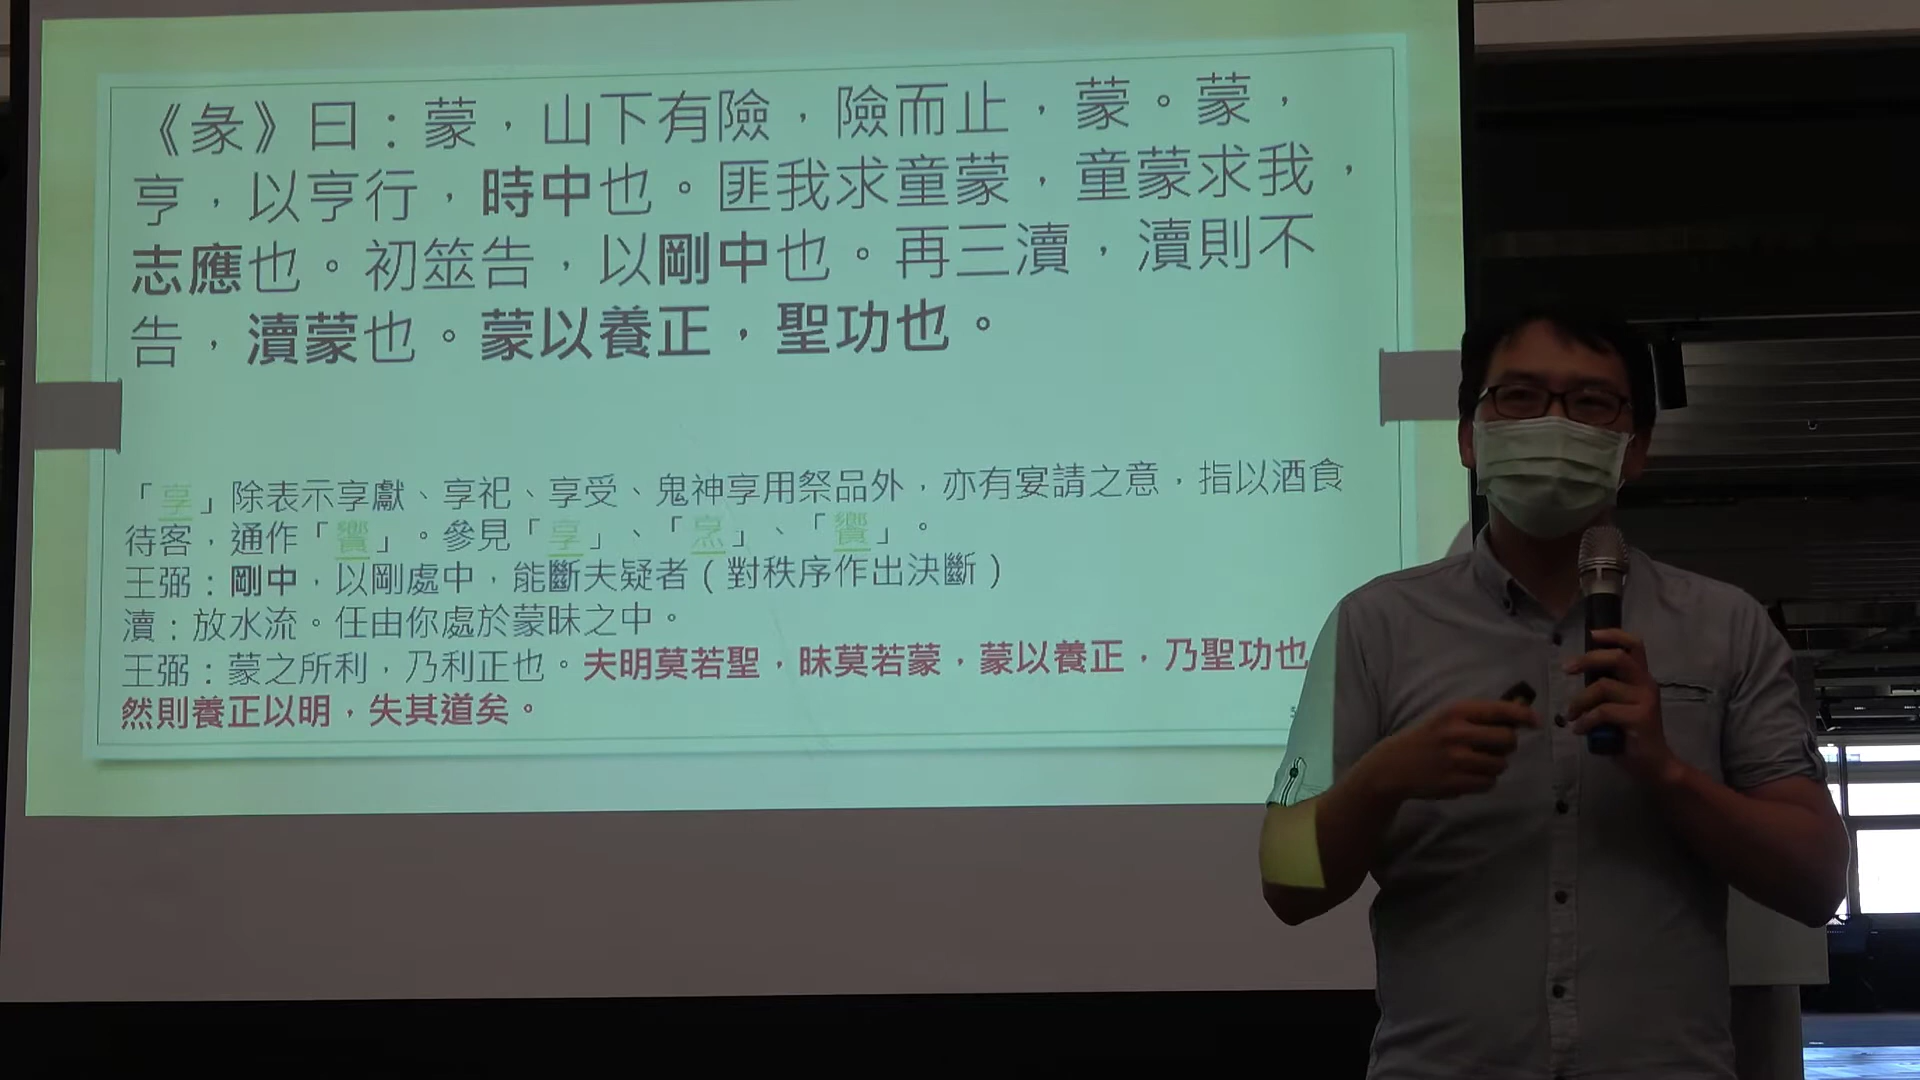 《彖》曰：蒙，山下有險，險而止，蒙。蒙，
亨，以亨行，時中也。匪我求童蒙，童蒙求我，
志應也。初筮告，以剛中也。再三瀆，瀆則不
告，瀆蒙也。蒙以養正，聖功也。
「享」除表示享獻、享祀、享受、鬼神享用祭品外，亦有宴請之意，指以酒食
待客，通作「饗」。參見「享」、「烹」、「饗」。
王弼：剛中，以剛處中，能斷夫疑者（對秩序作出決斷）
瀆：放水流。任由你處於蒙昧之中。
王弼：蒙之所利，乃利正也。夫明莫若聖，昧莫若蒙，蒙以養正，乃聖功也
然則養正以明，失其道矣。